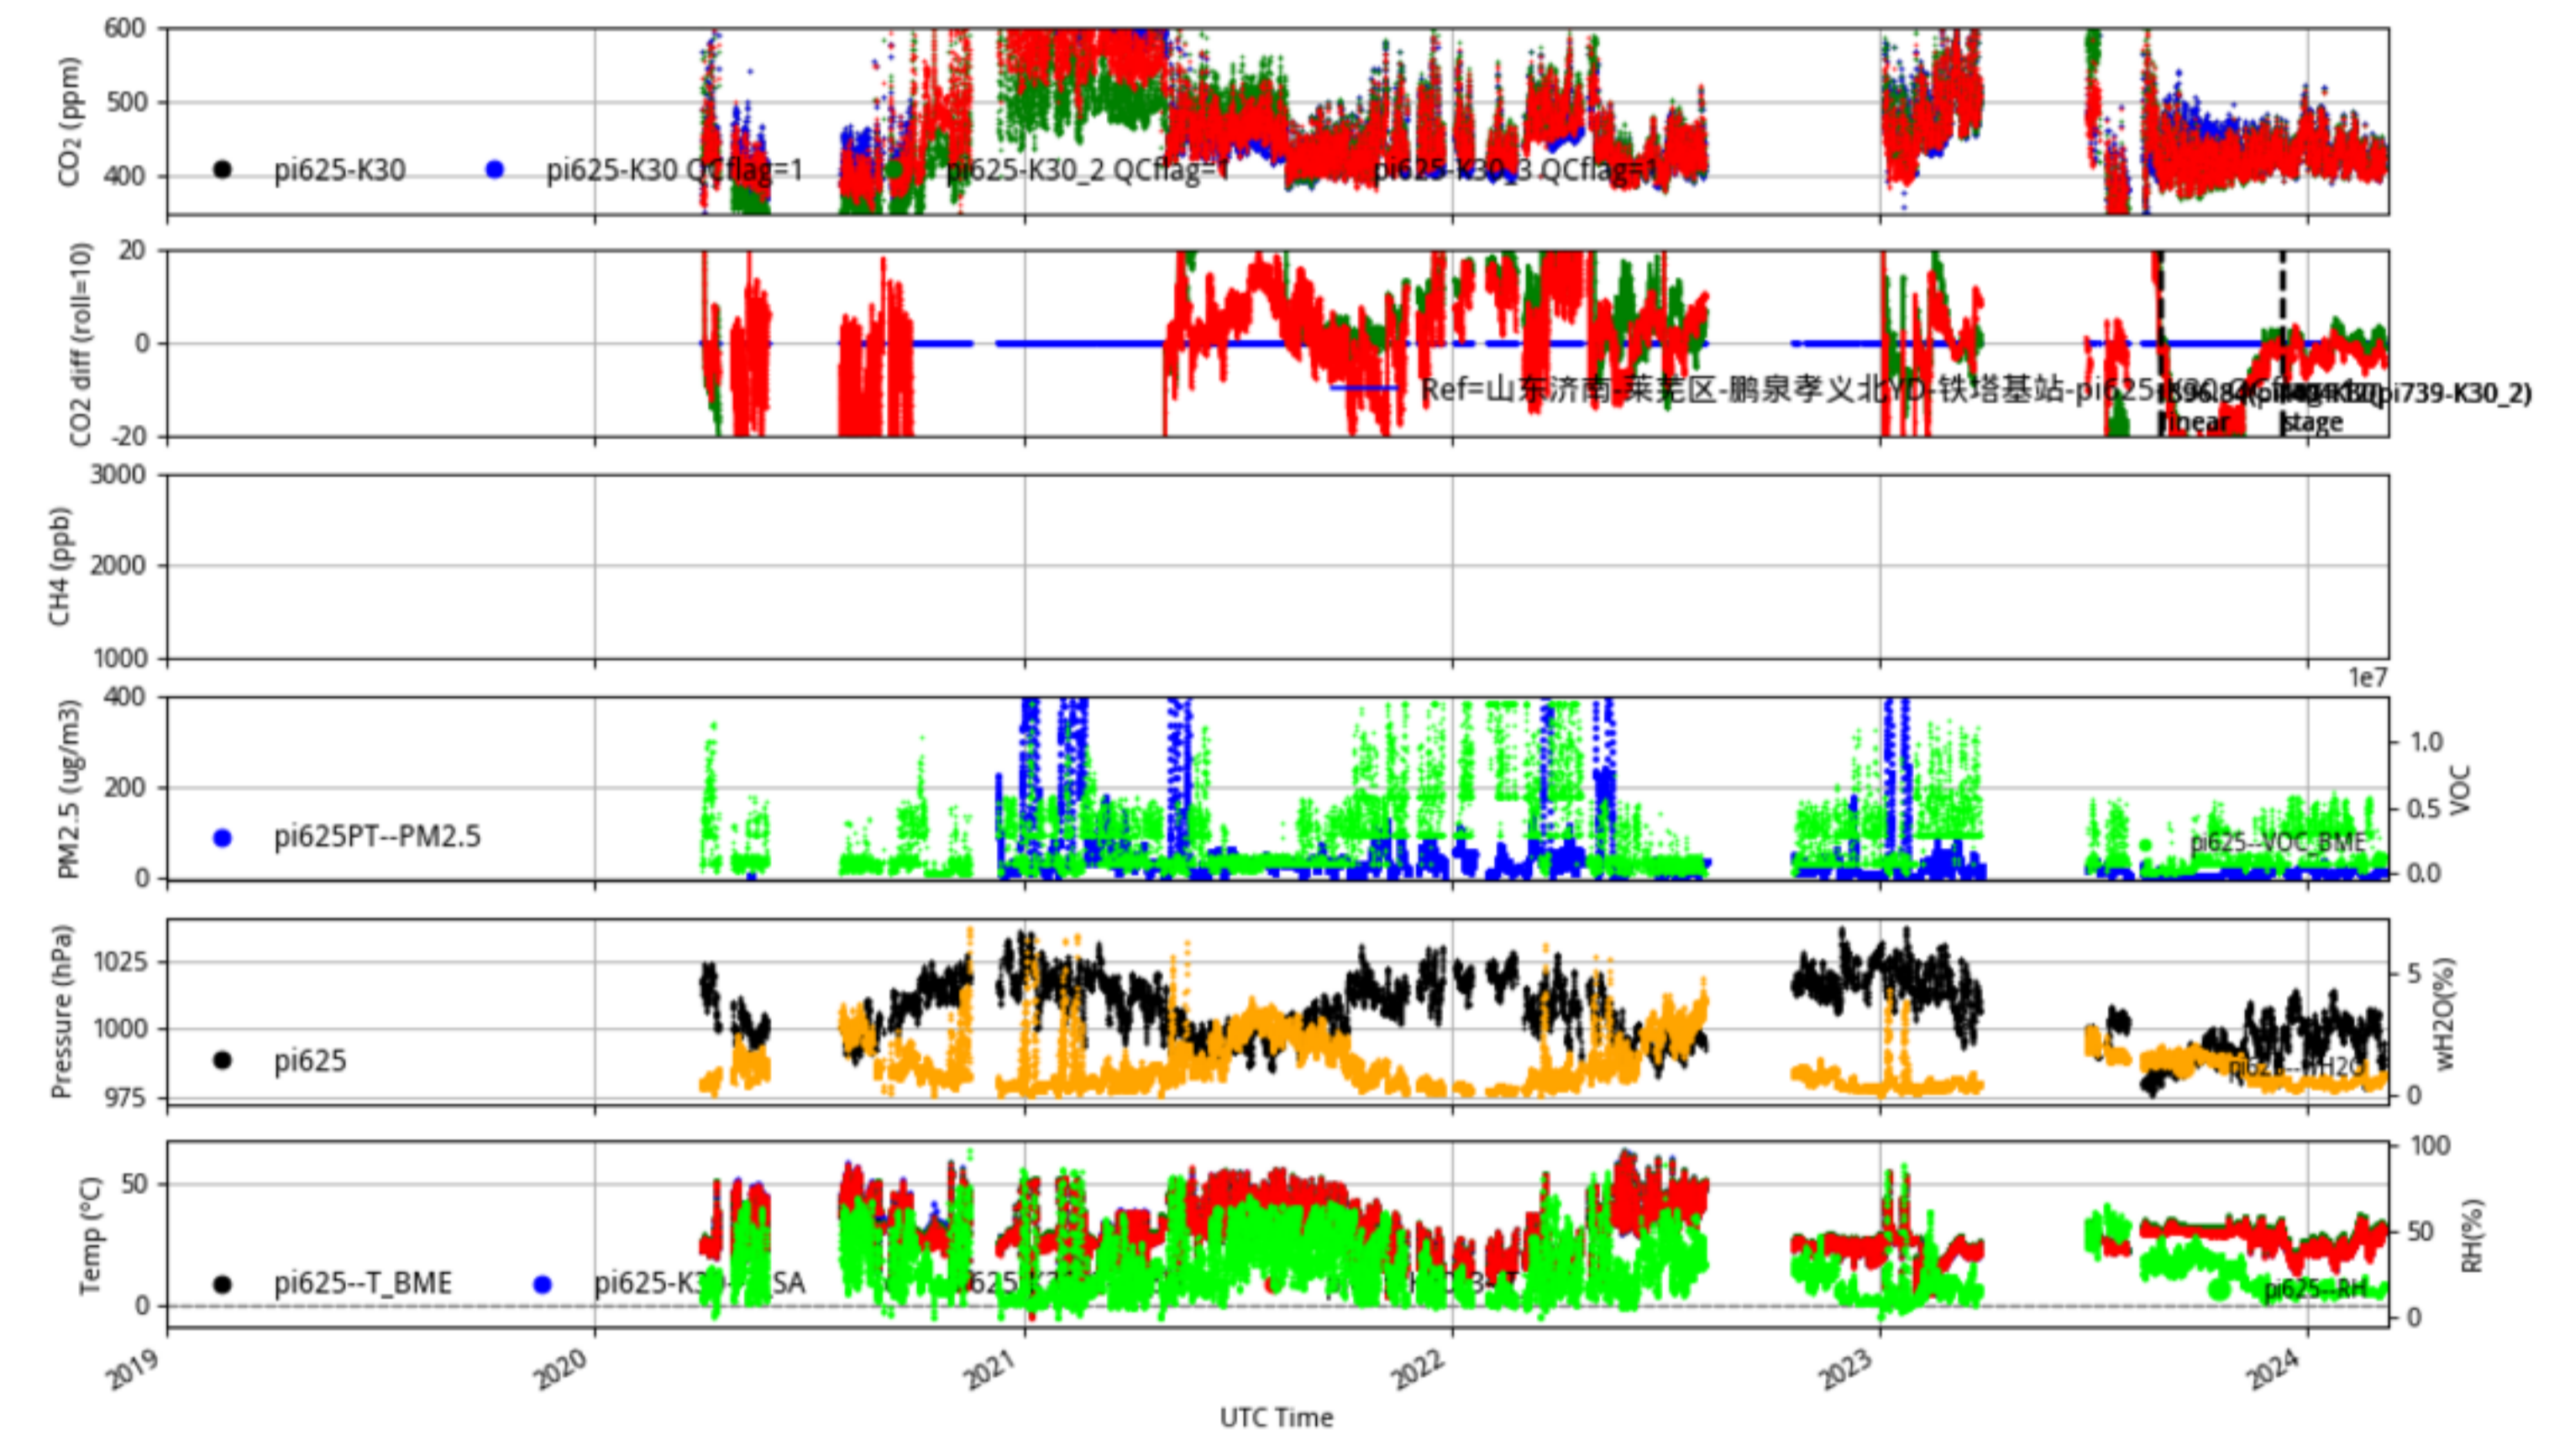 600
500
400
CO2 (ppm)
pi625-K30
pi625-K30 QCflag=1
pi625-K30_2 QCflag=1
pi625-K30_3 QCflag=1
20
0
-20
CO2 diff (roll=10)
Ref=山东济南-莱芜区-鹏泉孝义北YD-铁塔基站-pi625-K30
pi739-K30_2)
linear
stage
3000
2000
1000
CH4 (ppb)
1e7
400
200
0
PM2.5 (ug/m3)
pi625PT--PM2.5
pi625--VOC_BME
1.0
0.5
0.0
VOC
1025
1000
975
Pressure (hPa)
pi625
5
0
wH2O(%)
50
0
Temp (°C)
pi625--T_BME
pi625--RH
100
50
0
RH(%)
2019
2020
2021
2022
2023
2024
UTC Time